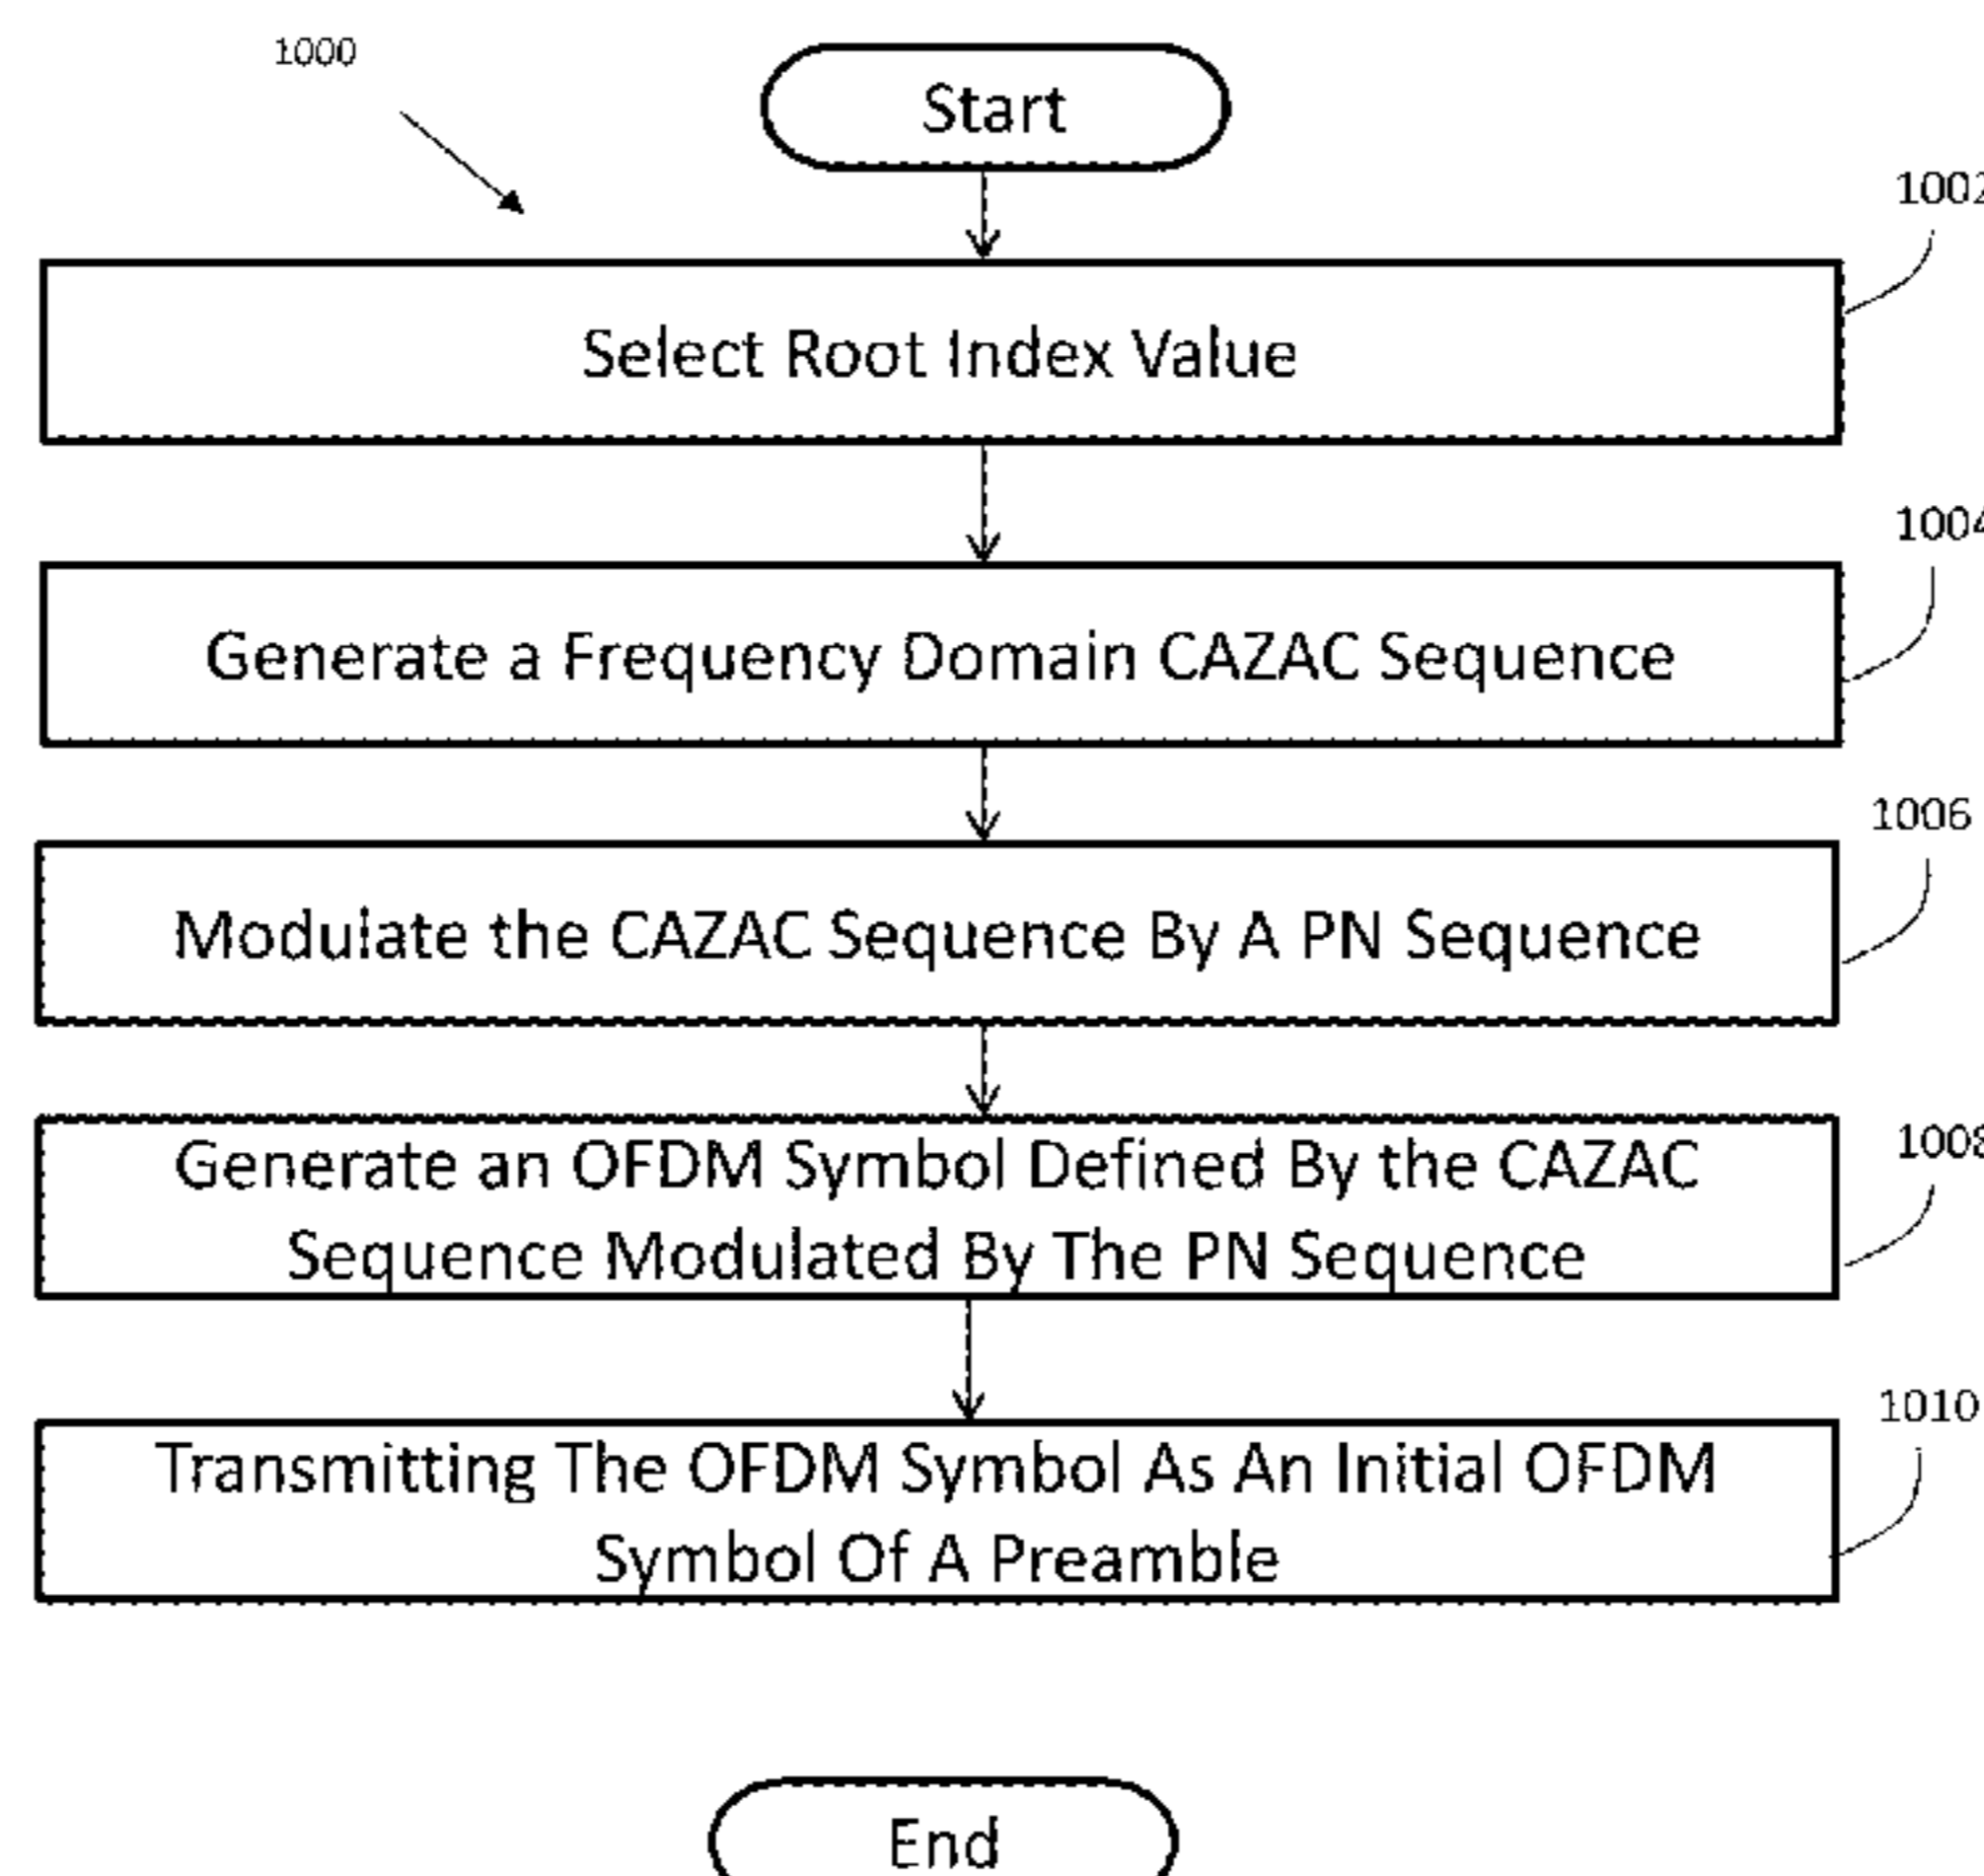 1000
Start
1002
Select Root Index Value
1004
Generate a Frequency Domain CAZAC Sequence
1006
Modulate the CAZAC Sequence By A PN Sequence
1008
Generate an OFDM Symbol Defined By the CAZAC
Sequence Modulated By The PN Sequence
1010
Transmitting The OFDM Symbol As An Initial OFDM
Symbol Of A Preamble
End